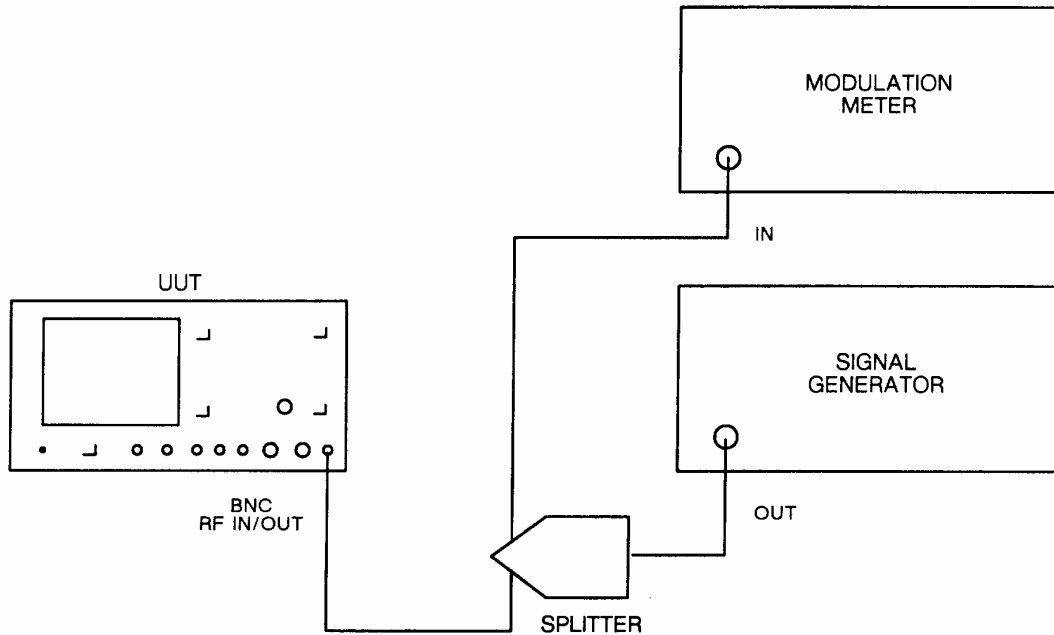 MODULATION
METER
IN
UUT
SIGNAL
GENERATOR
BNC
RF IN/OUT
OUT
SPLITTER